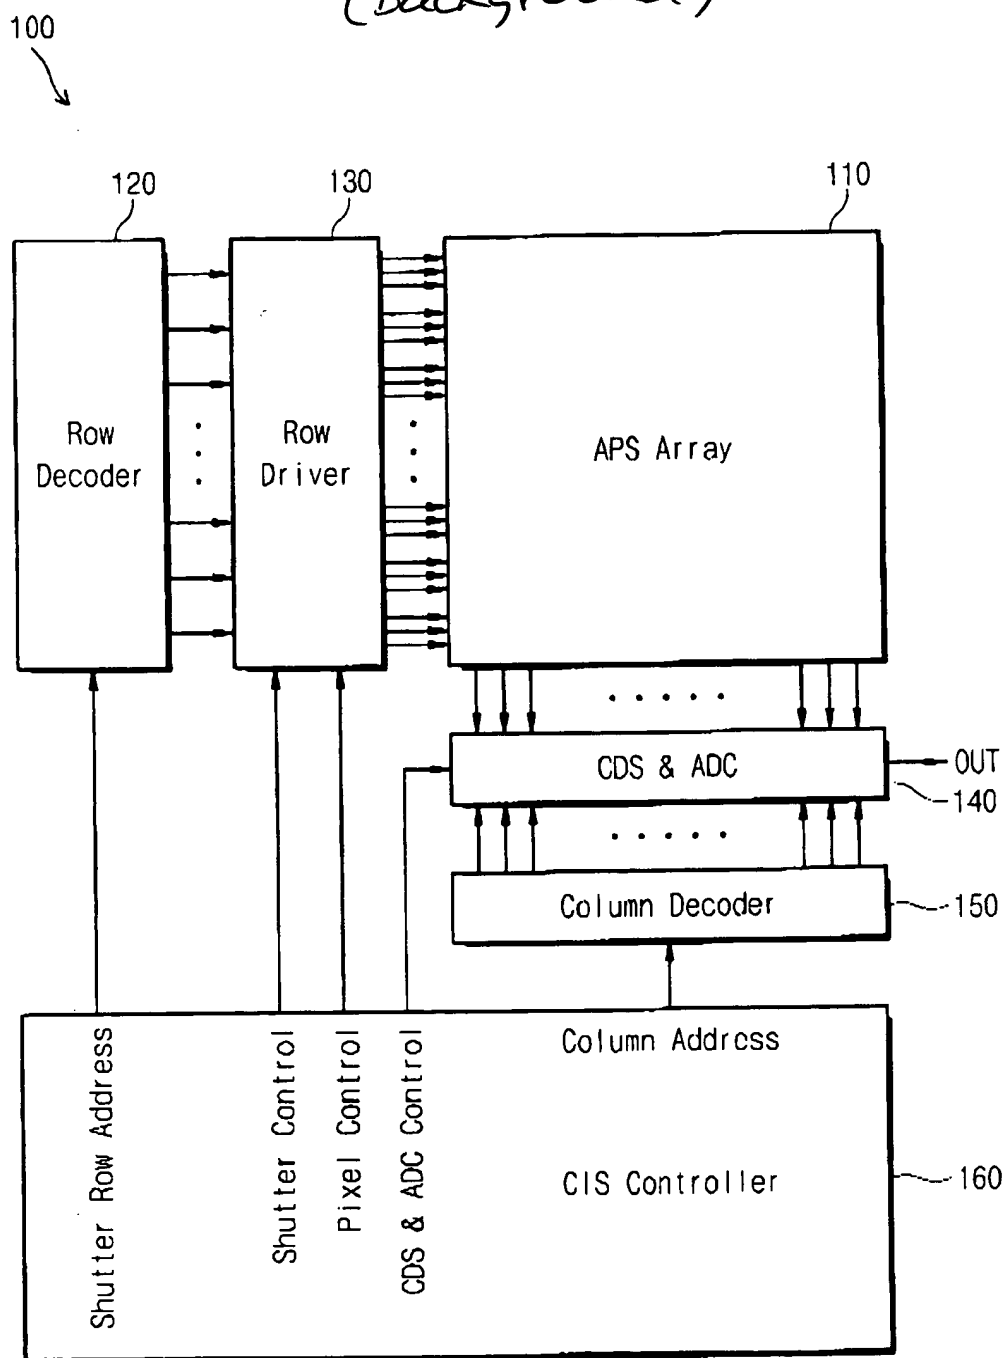 100
120
130
110
Row
Decoder
Row
Driver
APS Array
CDS & ADC
OUT
140
Column Decoder
150
Shutter Row Address
Shutter Control
Pixel Control
CDS & ADC Control
Column Address
CIS Controller
160